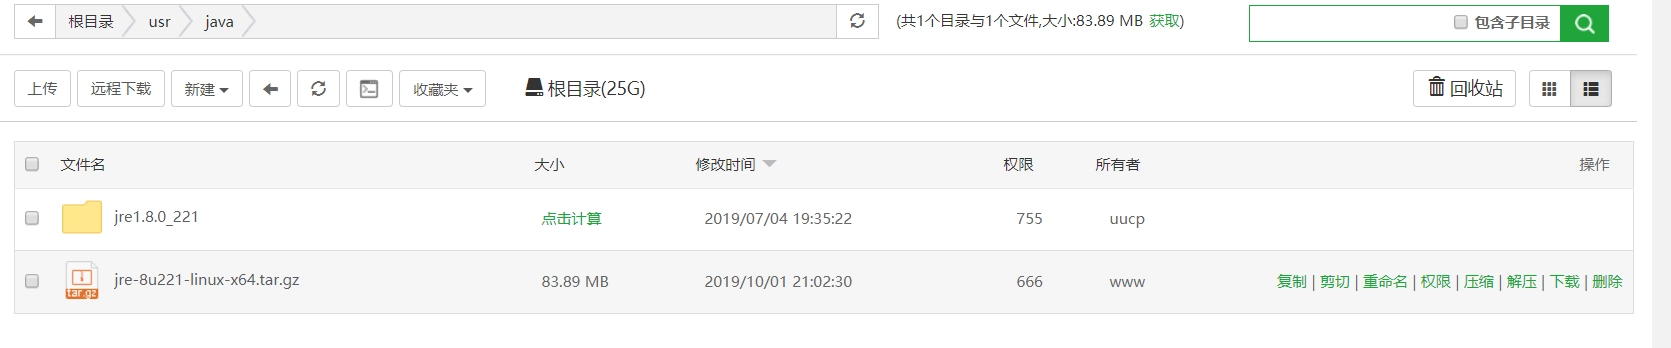 根目录 usr java (共1个目录与1个文件,大小:83.89 MB 获取) 包含子目录
上传 远程下载 新建 收藏夹 根目录(25G) 回收站
文件名 大小 修改时间 权限 所有者 操作
jre1.8.0_221 点击计算 2019/07/04 19:35:22 755 uucp
tar.gz jre-8u221-linux-x64.tar.gz 83.89 MB 2019/10/01 21:02:30 666 www 复制 | 剪切 | 重命名 | 权限 | 压缩 | 解压 | 下载 | 删除